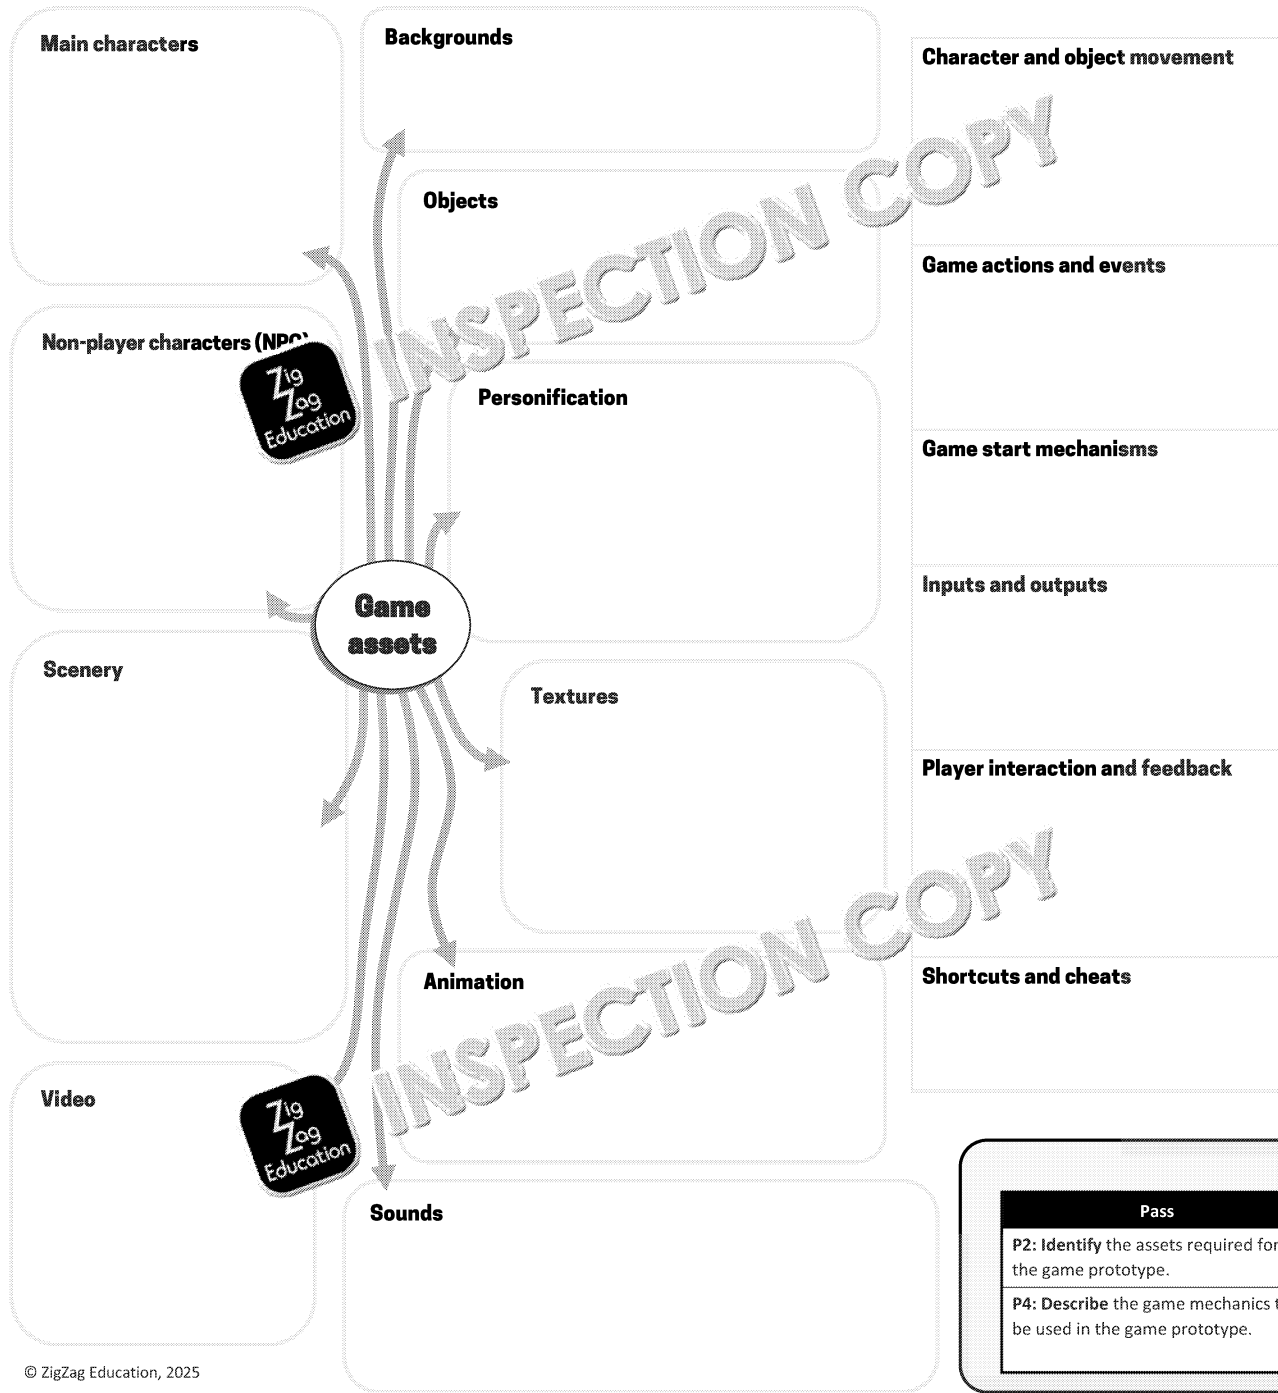 Main characters
Backgrounds
Objects
Non-player characters (NPC)
Personification
Game
assets
Scenery
Textures
Animation
Video
Sounds
Character and object movement
Game actions and events
Game start mechanisms
Inputs and outputs
Player interaction and feedback
Shortcuts and cheats
Pass
P2: Identify the assets required for
the game prototype.
P4: Describe the game mechanics
be used in the game prototype.
INSPECTION COPY
INSPECTION COPY
Zig
Zag
Education
Zig
Zag
Education
© ZigZag Education, 2025